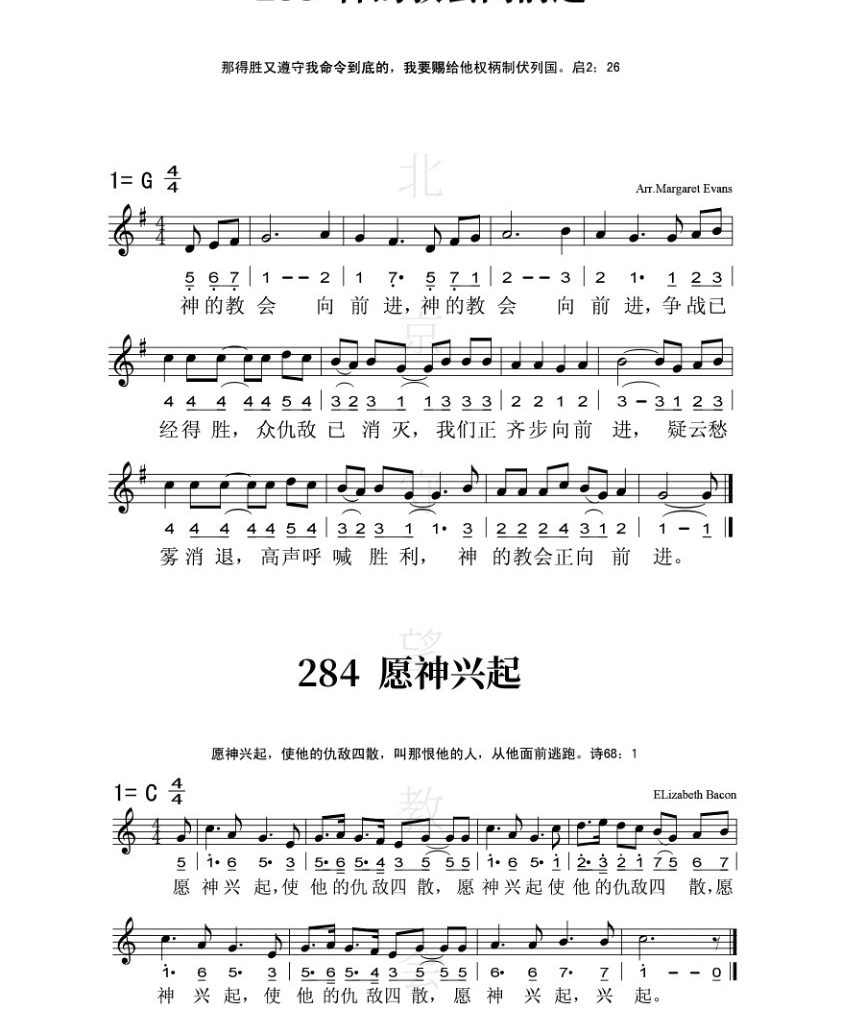 那得胜又遵守我命令到底的，我要赐给他权柄制伏列国。启2：26
1= G 4/4
Arr.Margaret Evans
5 6 7 | 1 - - 2 | 1 7· 5 7 1 | 2 - - 3 | 2 1· 1 2 3 |
神的教 会 向 前 进，神的教 会 向 前 进，争战已
4 4 4 4 4 5 4 | 3 2 3 1 1 3 3 3 | 2 2 1 2 | 3 - 3 1 2 3 |
经得 胜，众仇敌 已 消 灭，我们正 齐步向前 进， 疑云愁
4 4 4 4 4 5 4 | 3 2 3 1 1· 3 | 2 2 2 4 3 1 2 | 1 - 1 ‖
雾消 退，高声呼 喊 胜 利， 神 的教会正向 前 进。
284 愿神兴起
愿神兴起，使他的仇敌四散，叫那恨他的人，从他面前逃跑。诗68：1
1= C 4/4
ELizabeth Bacon
5 | 1· 6 5· 3 | 5· 6 5· 4 3 5 5 5 | 1· 6 5· 1 | 2· 3 2 1 7 5 6 7 |
愿 神兴 起，使 他 的仇 敌四 散，愿 神兴 起使 他 的仇敌四 散，愿
1· 6 5· 3 | 5· 6 5· 4 3 5 5 5 | 6· 6 7· 7 | 1 - - 0 ‖
神 兴 起，使 他 的仇 敌四 散，愿 神 兴 起，兴 起。
北京守望教会